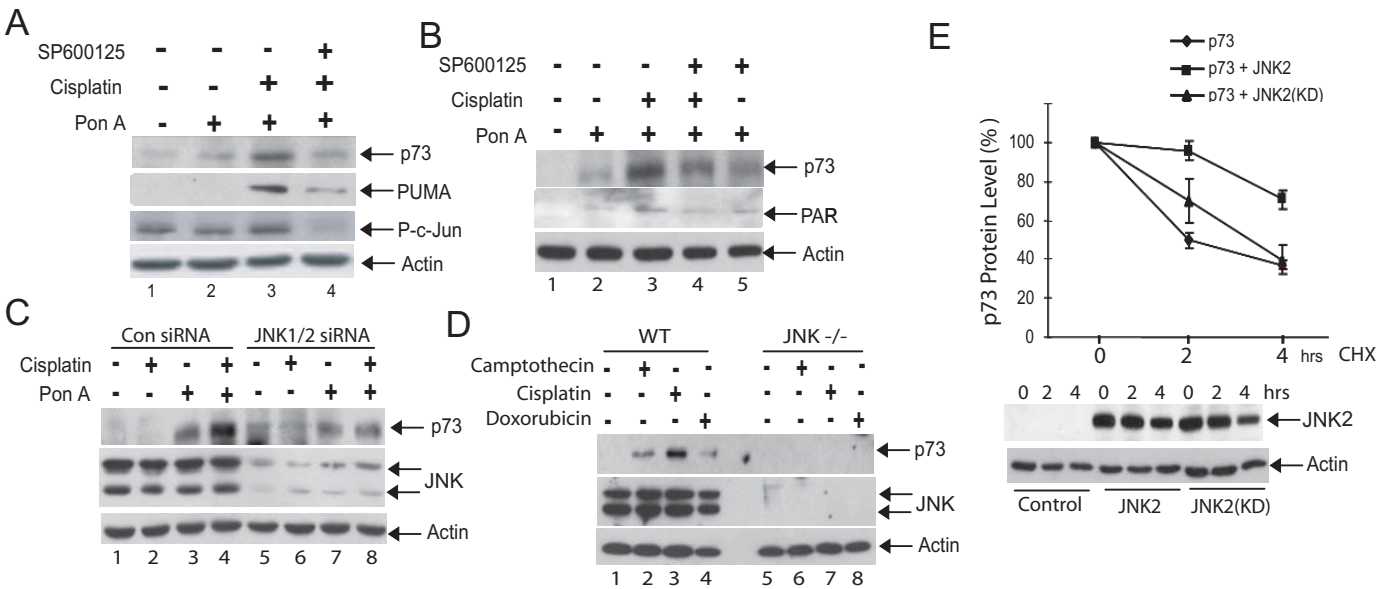 A
SP600125 - - - +
Cisplatin - - + +
Pon A - + + +
p73
PUMA
P-c-Jun
Actin
1 2 3 4
B
SP600125 - - - + +
Cisplatin - - + + -
Pon A - + + + +
p73
PAR
Actin
1 2 3 4 5
C
Con siRNA JNK1/2 siRNA
Cisplatin - + - + - + - +
Pon A - - + + - - + +
p73
JNK
Actin
1 2 3 4 5 6 7 8
D
WT JNK -/-
Camptothecin - + - - - + - -
Cisplatin - - + - - - + -
Doxorubicin - - - + - - - +
p73
JNK
Actin
1 2 3 4 5 6 7 8
E
p73
p73 + JNK2
p73 + JNK2(KD)
p73 Protein Level (%)
100
80
60
40
20
0
0 2 4 hrs CHX
0 2 4 0 2 4 0 2 4 hrs
JNK2
Actin
Control JNK2 JNK2(KD)